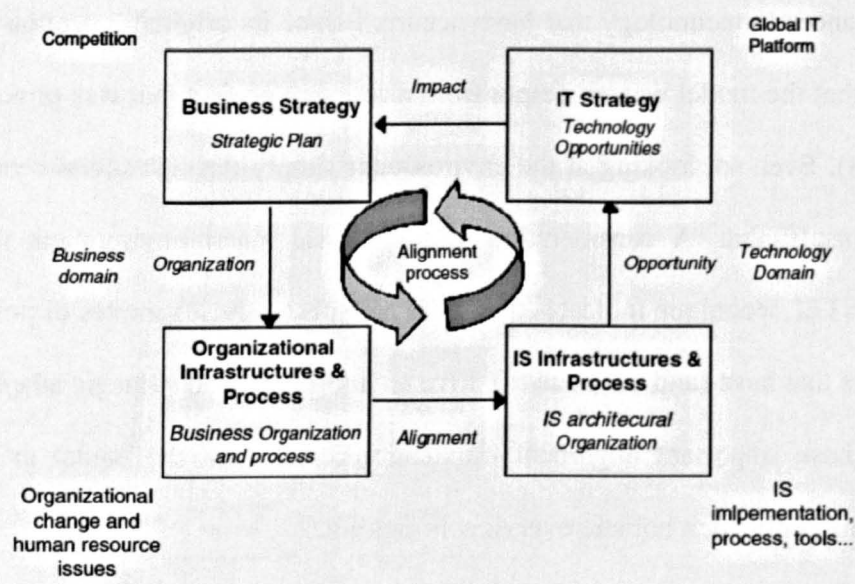 Competition
Global IT
Platform
Business Strategy
Strategic Plan
Impact
IT Strategy
Technology
Opportunities
Business
domain
Organization
Alignment
process
Opportunity
Technology
Domain
Organizational
Infrastructures &
Process
Business Organization
and process
Alignment
IS Infrastructures &
Process
IS architecural
Organization
Organizational
change and
human resource
issues
IS
imlpementation,
process, tools...